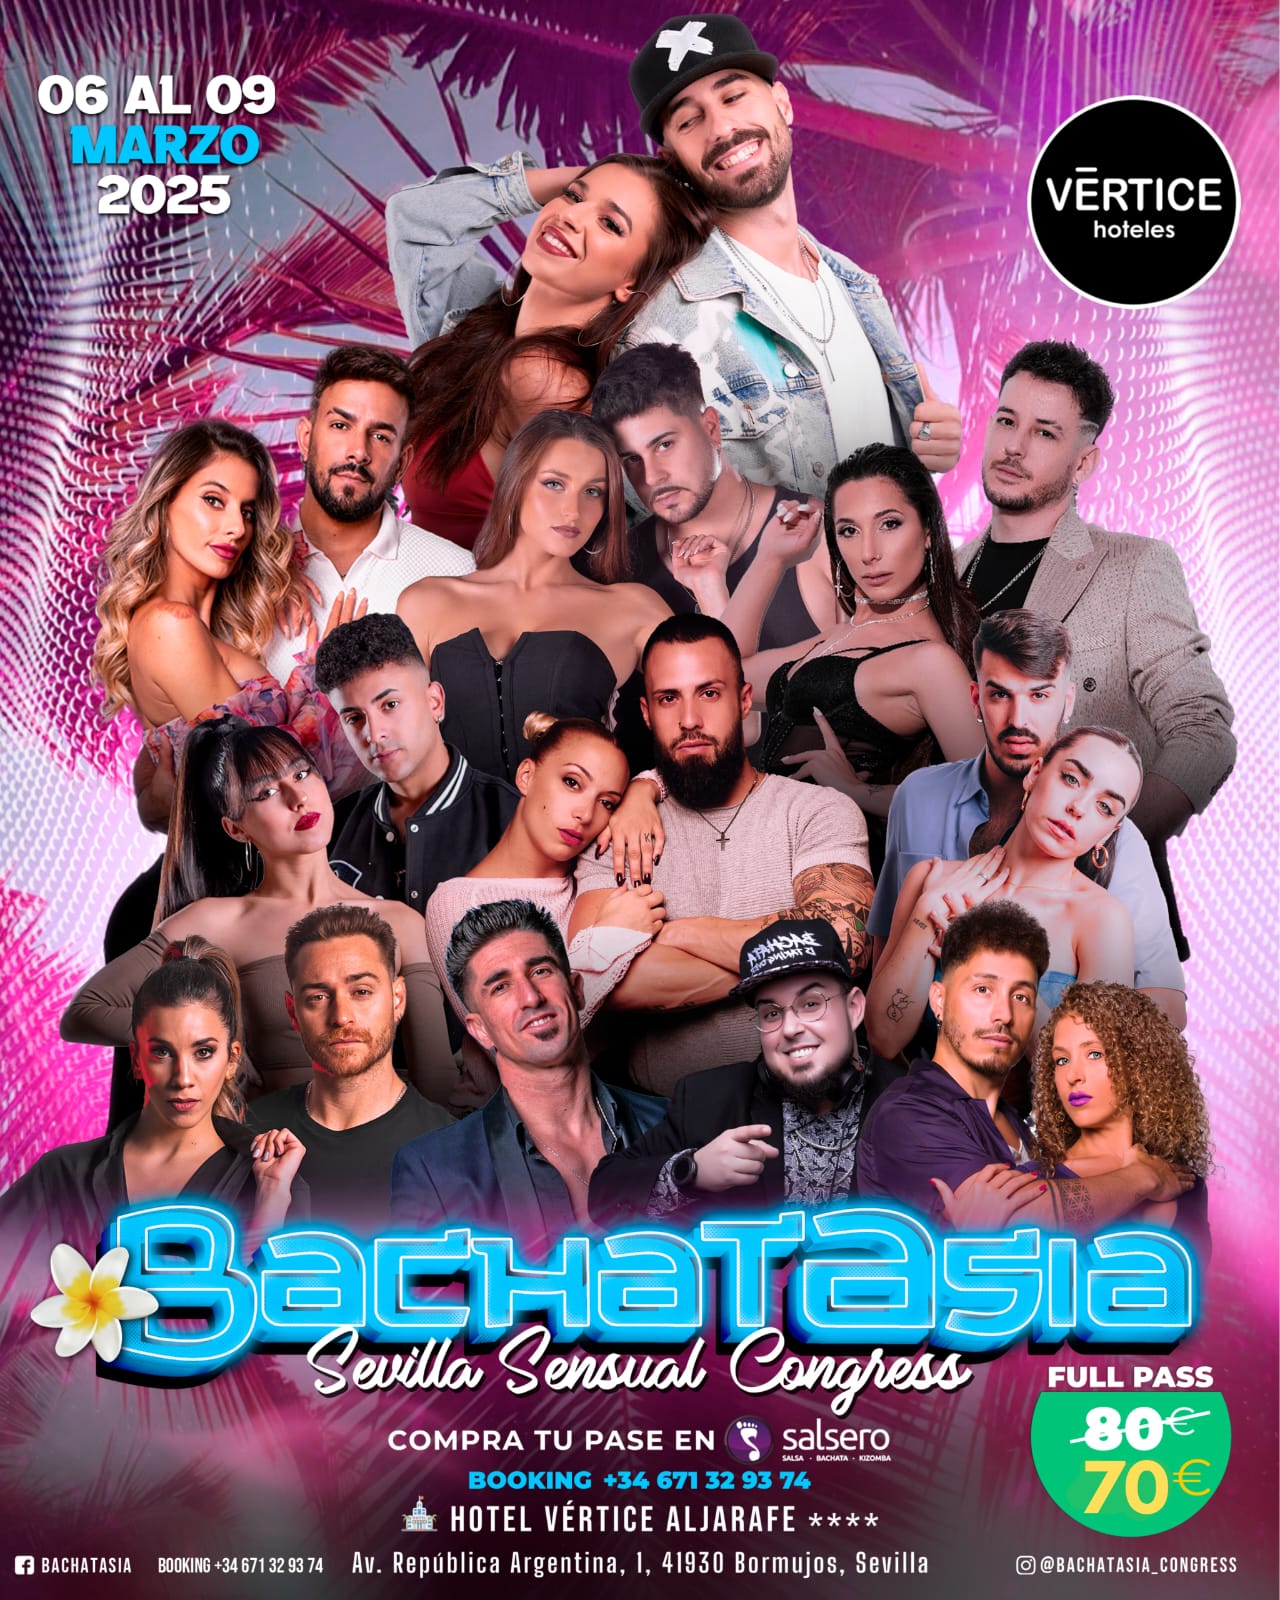 06 AL 09
MARZO
2025
VĒRTICE
hoteles
BACHATA
BACHATASIA
Sevilla Sensual Congress
FULL PASS
80€
70€
COMPRA TU PASE EN salsero
SALSA · BACHATA · KIZOMBA
BOOKING +34 671 32 93 74
HOTEL VÉRTICE ALJARAFE ****
BACHATASIA BOOKING +34 671 32 93 74 Av. República Argentina, 1, 41930 Bormujos, Sevilla @BACHATASIA_CONGRESS